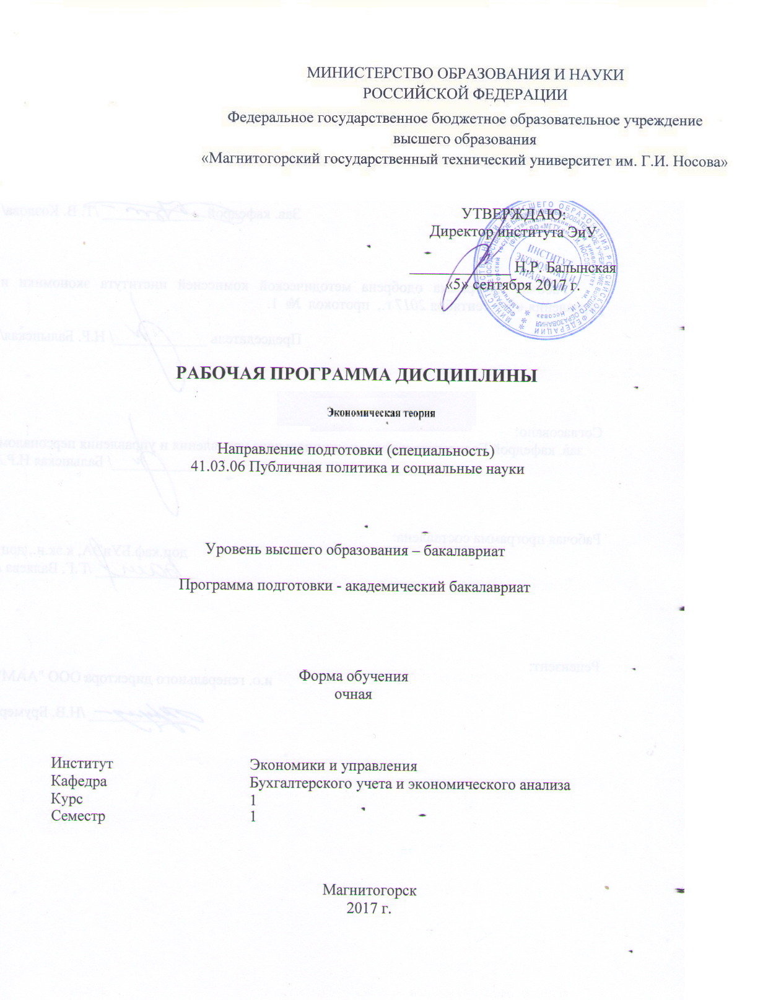 МИНИСТЕРСТВО ОБРАЗОВАНИЯ И НАУКИ
РОССИЙСКОЙ ФЕДЕРАЦИИ
Федеральное государственное бюджетное образовательное учреждение
высшего образования
«Магнитогорский государственный технический университет им. Г.И. Носова»
УТВЕРЖДАЮ:
Директор института ЭиУ
Н.Р. Балынская
«5» сентября 2017 г.
ИНСТИТУТ
ЭКОНОМИКИ И
УПРАВЛЕНИЯ
РАБОЧАЯ ПРОГРАММА ДИСЦИПЛИНЫ
Экономическая теория
Направление подготовки (специальность)
41.03.06 Публичная политика и социальные науки
Уровень высшего образования – бакалавриат
Программа подготовки - академический бакалавриат
Форма обучения
очная
Институт Экономики и управления
Кафедра Бухгалтерского учета и экономического анализа
Курс 1
Семестр 1
Магнитогорск
2017 г.